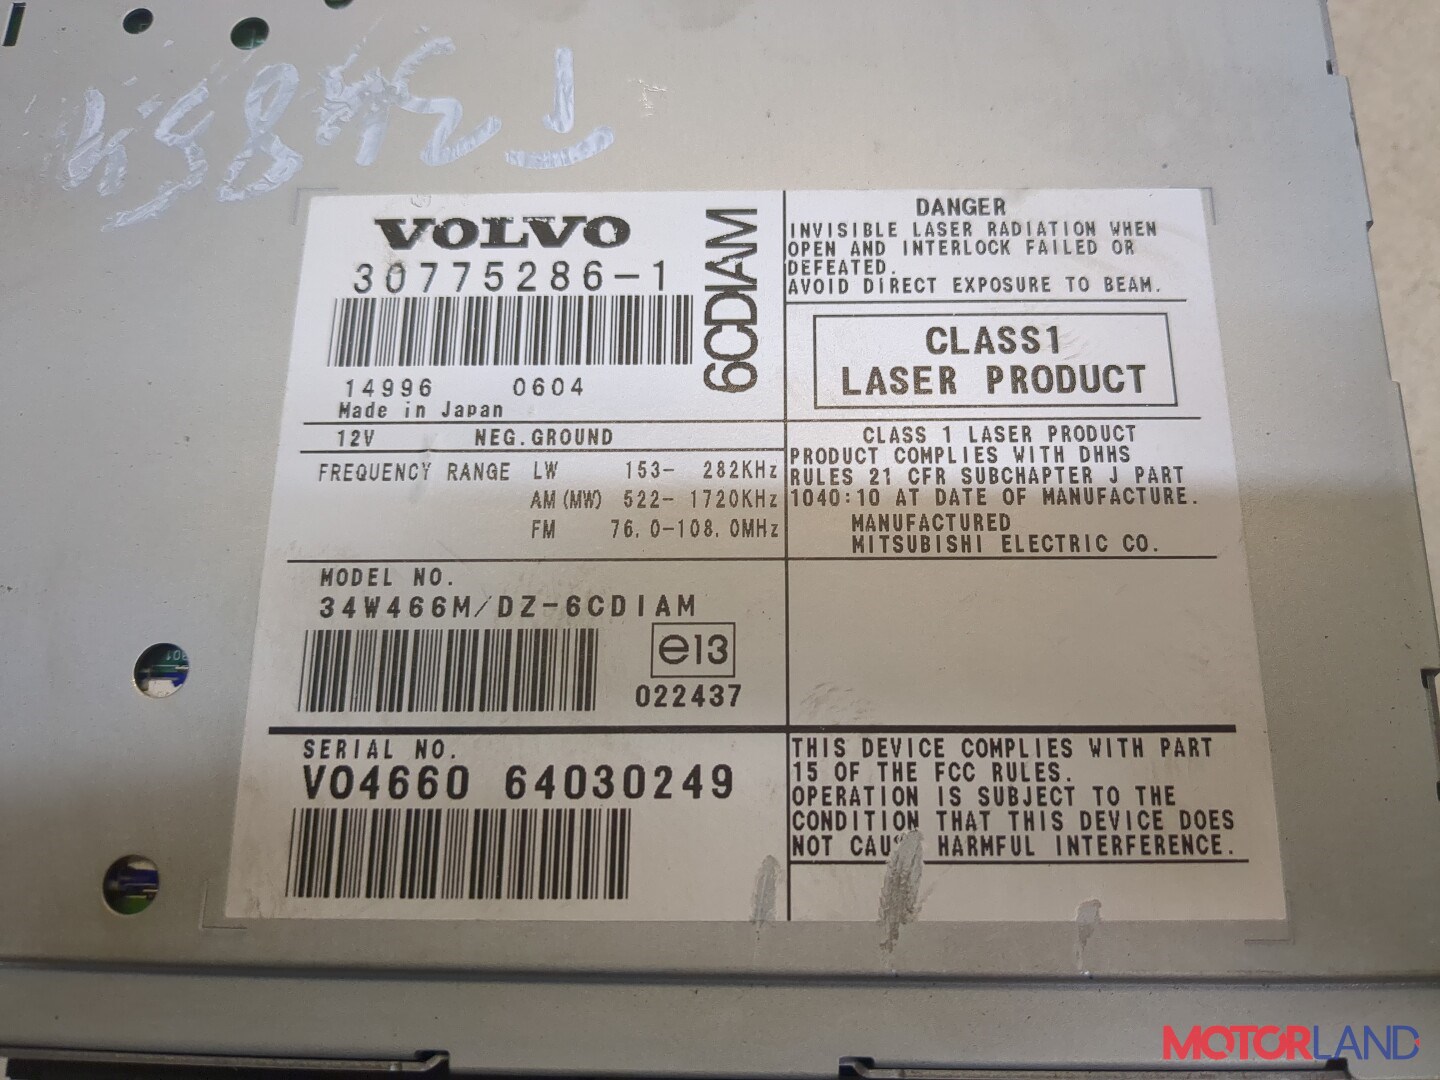 VOLVO
30775286-1
6CDIAM
14996 0604
Made in Japan
12V NEG.GROUND
FREQUENCY RANGE LW 153- 282KHz
AM(MW) 522- 1720KHz
FM 76.0-108.0MHz
MODEL NO.
34W466M/DZ-6CDIAM
e13
022437
SERIAL NO.
VO4660 64030249
DANGER
INVISIBLE LASER RADIATION WHEN
OPEN AND INTERLOCK FAILED OR
DEFEATED.
AVOID DIRECT EXPOSURE TO BEAM.
CLASS1
LASER PRODUCT
CLASS 1 LASER PRODUCT
PRODUCT COMPLIES WITH DHHS
RULES 21 CFR SUBCHAPTER J PART
1040:10 AT DATE OF MANUFACTURE.
MANUFACTURED
MITSUBISHI ELECTRIC CO.
THIS DEVICE COMPLIES WITH PART
15 OF THE FCC RULES.
OPERATION IS SUBJECT TO THE
CONDITION THAT THIS DEVICE DOES
NOT HARMFUL INTERFERENCE.
MOTORLAND